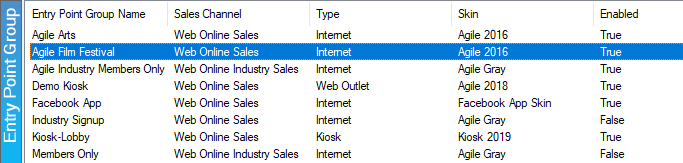 Entry Point Group
Entry Point Group Name Sales Channel Type Skin Enabled
Agile Arts Web Online Sales Internet Agile 2016 True
Agile Film Festival Web Online Sales Internet Agile 2016 True
Agile Industry Members Only Web Online Industry Sales Internet Agile Gray True
Demo Kiosk Web Online Sales Web Outlet Agile 2018 True
Facebook App Web Online Sales Internet Facebook App Skin True
Industry Signup Web Online Sales Internet Agile Gray False
Kiosk-Lobby Web Online Sales Kiosk Kiosk 2019 True
Members Only Web Online Industry Sales Internet Agile Gray False